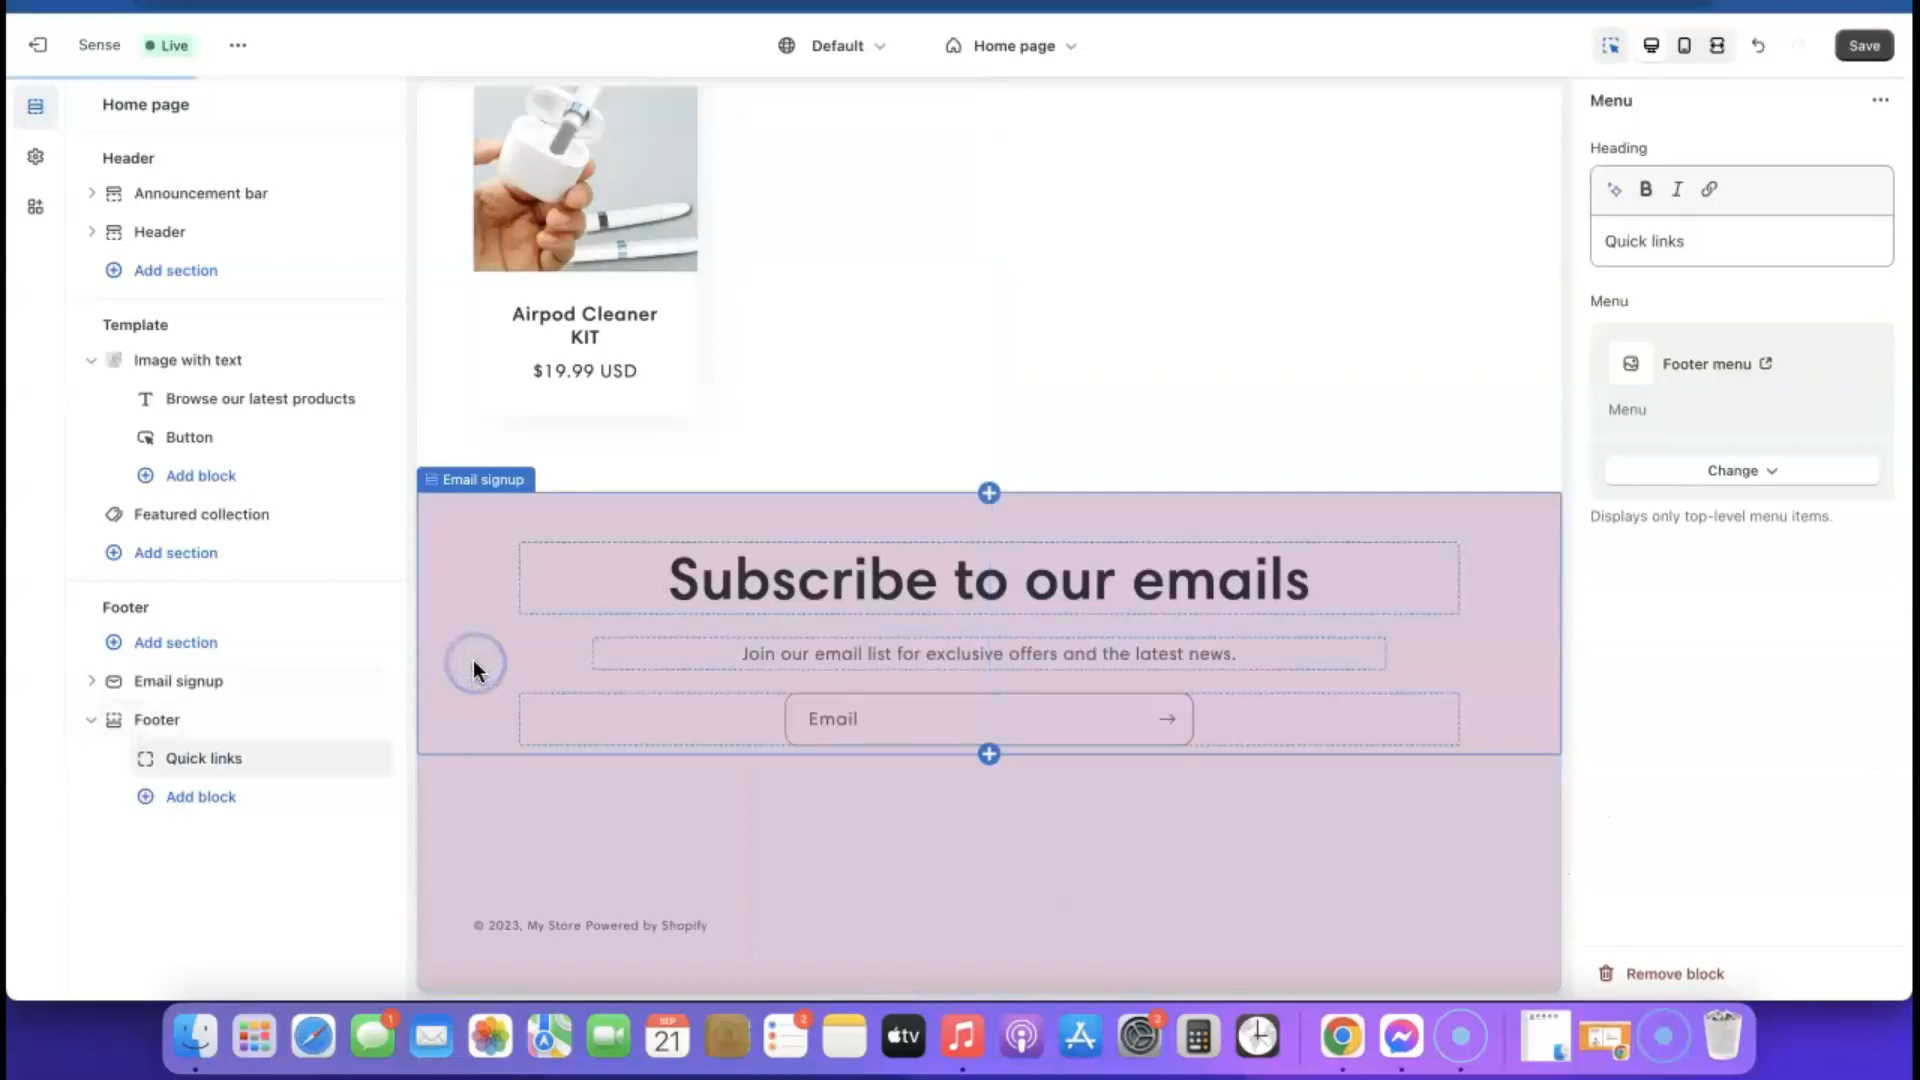 Sense
Live
Default
Home page
Save
Home page
Header
Announcement bar
Header
Add section
Template
Image with text
Browse our latest products
Button
Add block
Featured collection
Add section
Footer
Add section
Email signup
Footer
Quick links
Add block
Airpod Cleaner
KIT
$19.99 USD
Email signup
Subscribe to our emails
Join our email list for exclusive offers and the latest news.
Email
© 2023, My Store Powered by Shopify
Menu
Heading
B I
Quick links
Menu
Footer menu
Menu
Change
Displays only top-level menu items.
Remove block
1
SEP
21
2
tv
2